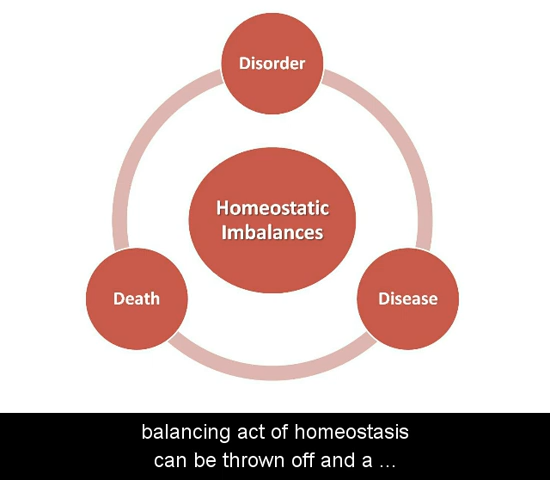 Disorder
Homeostatic
Imbalances
Death
Disease
balancing act of homeostasis
can be thrown off and a ...